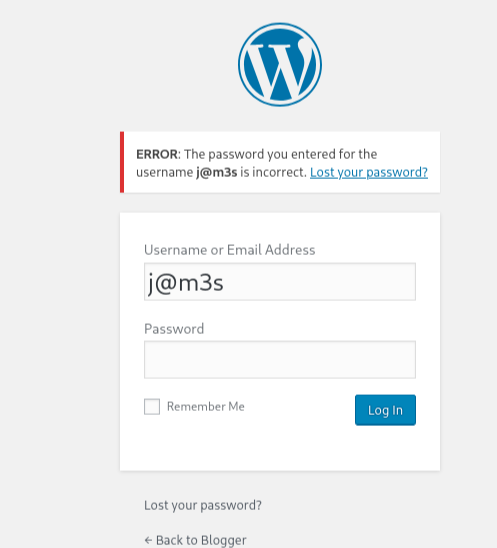 ERROR: The password you entered for the
username j@m3s is incorrect. Lost your password?
Username or Email Address
j@m3s
Password
Remember Me
Log In
Lost your password?
← Back to Blogger